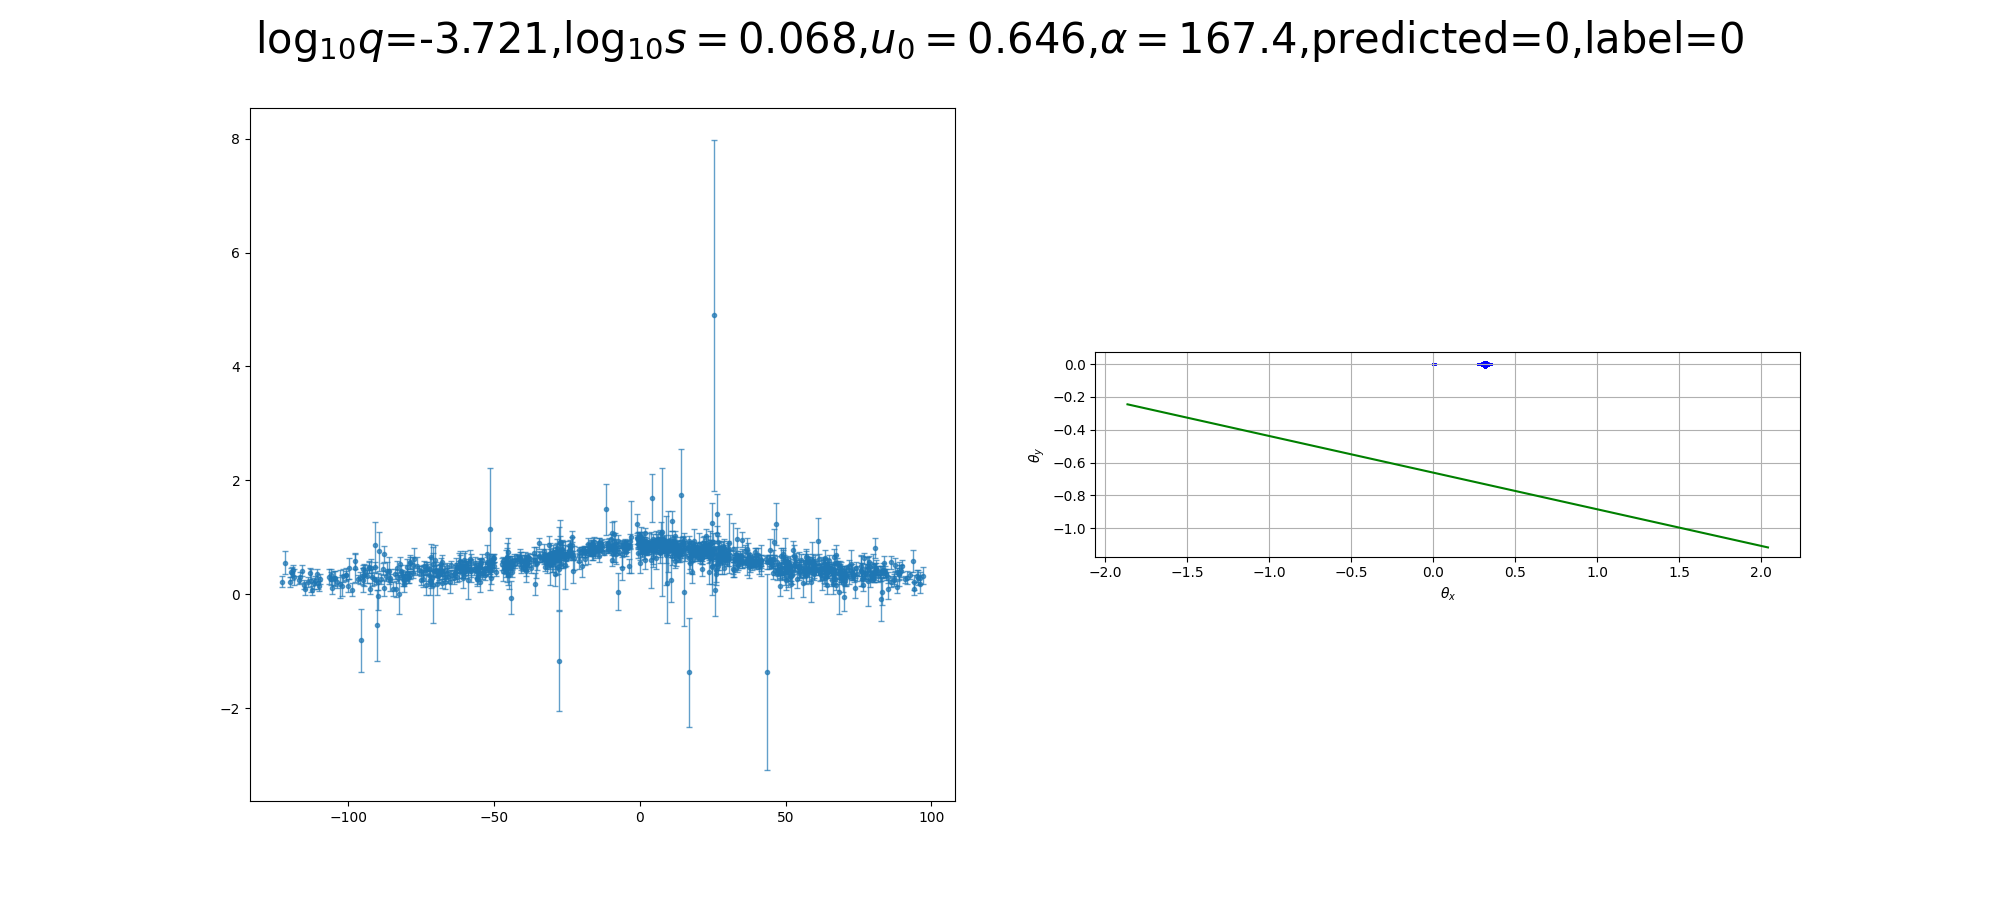 log₁₀q=-3.721,log₁₀s = 0.068,u₀ = 0.646,α = 167.4,predicted=0,label=0
8
6
4
2
0
−2
−100 −50 0 50 100
0.0
−0.2
−0.4
−0.6
−0.8
−1.0
θy
−2.0 −1.5 −1.0 −0.5 0.0 0.5 1.0 1.5 2.0
θx